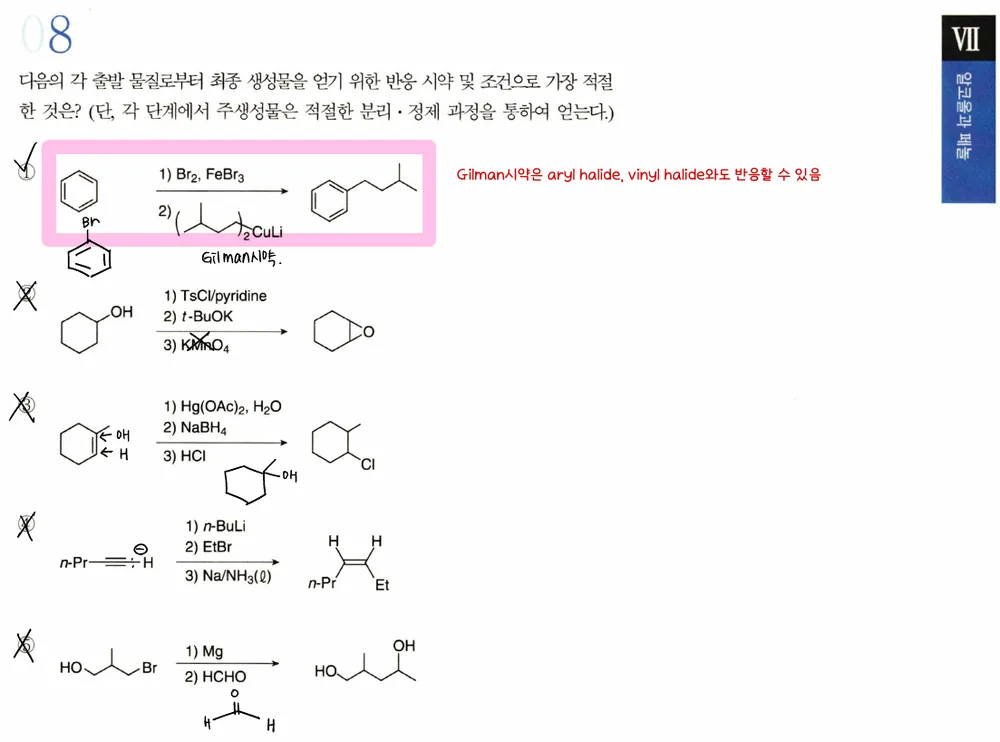 08
다음의 각 출발 물질로부터 최종 생성물을 얻기 위한 반응 시약 및 조건으로 가장 적절
한 것은? (단, 각 단계에서 주생성물은 적절한 분리·정제 과정을 통하여 얻는다.)
VII
알코올과 페놀
①
1) Br₂, FeBr₃
2) ( )₂CuLi
Br
Gilman시약.
Gilman시약은 aryl halide, vinyl halide와도 반응할 수 있음
②
OH
1) TsCl/pyridine
2) t-BuOK
3) KMnO₄
O
③
OH
H
1) Hg(OAc)₂, H₂O
2) NaBH₄
3) HCl
OH
Cl
④
n-Pr H
⊖
1) n-BuLi
2) EtBr
3) Na/NH₃(ℓ)
H H
n-Pr Et
⑤
HO Br
1) Mg
2) HCHO
O
H H
OH
HO